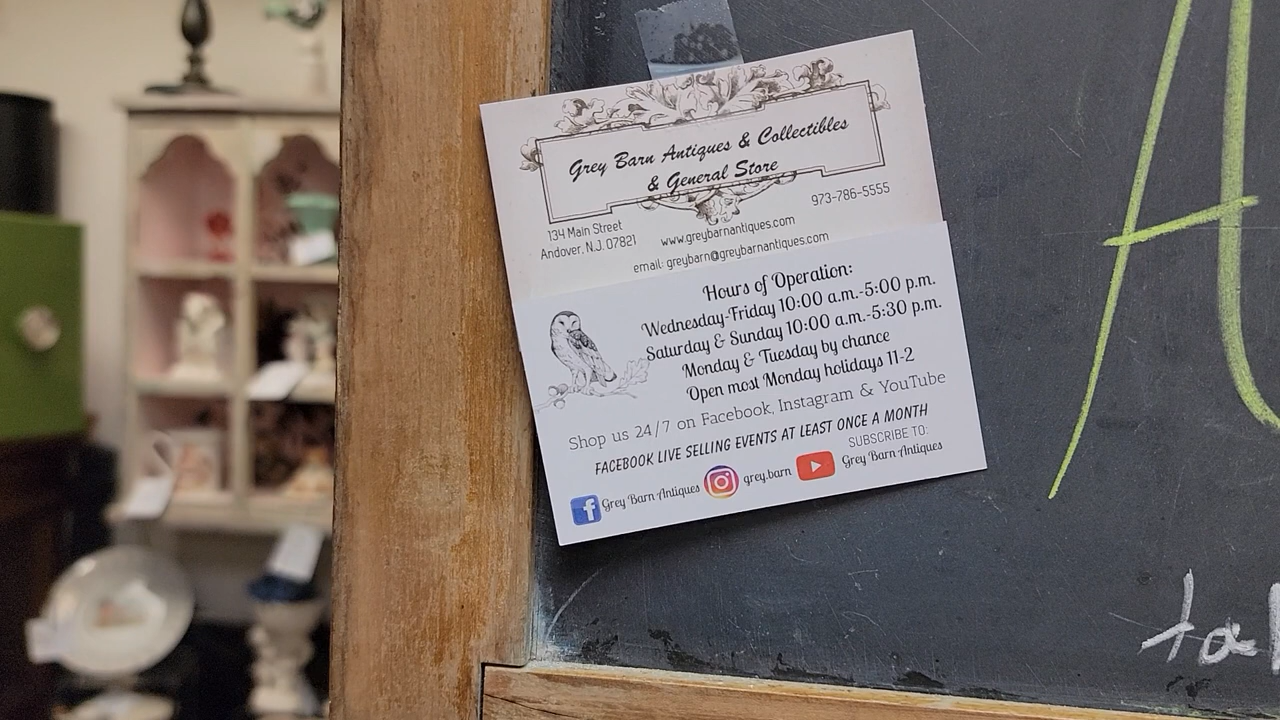 Grey Barn Antiques & Collectibles
& General Store
973-786-5555
134 Main Street
Andover, N.J. 07821
www.greybarnantiques.com
email: greybarn@greybarnantiques.com
Hours of Operation:
Wednesday-Friday 10:00 a.m.-5:00 p.m.
Saturday & Sunday 10:00 a.m.-5:30 p.m.
Monday & Tuesday by chance
Open most Monday holidays 11-2
Shop us 24/7 on Facebook, Instagram & YouTube
FACEBOOK LIVE SELLING EVENTS AT LEAST ONCE A MONTH
SUBSCRIBE TO:
Grey Barn Antiques grey.barn Grey Barn Antiques